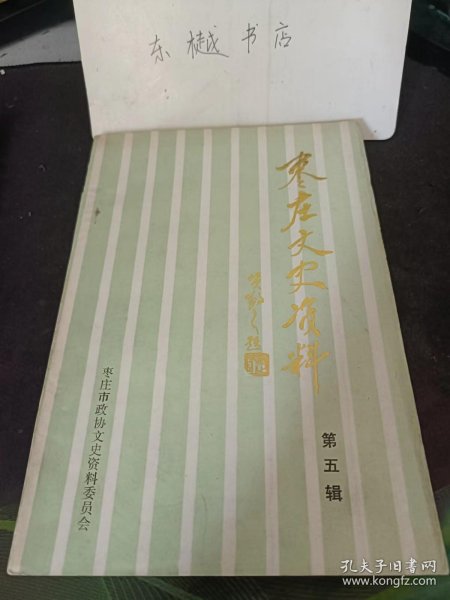 东樾书店
枣庄文史资料
第五辑
枣庄市政协文史资料委员会
孔夫子旧书网
www.kongfz.com